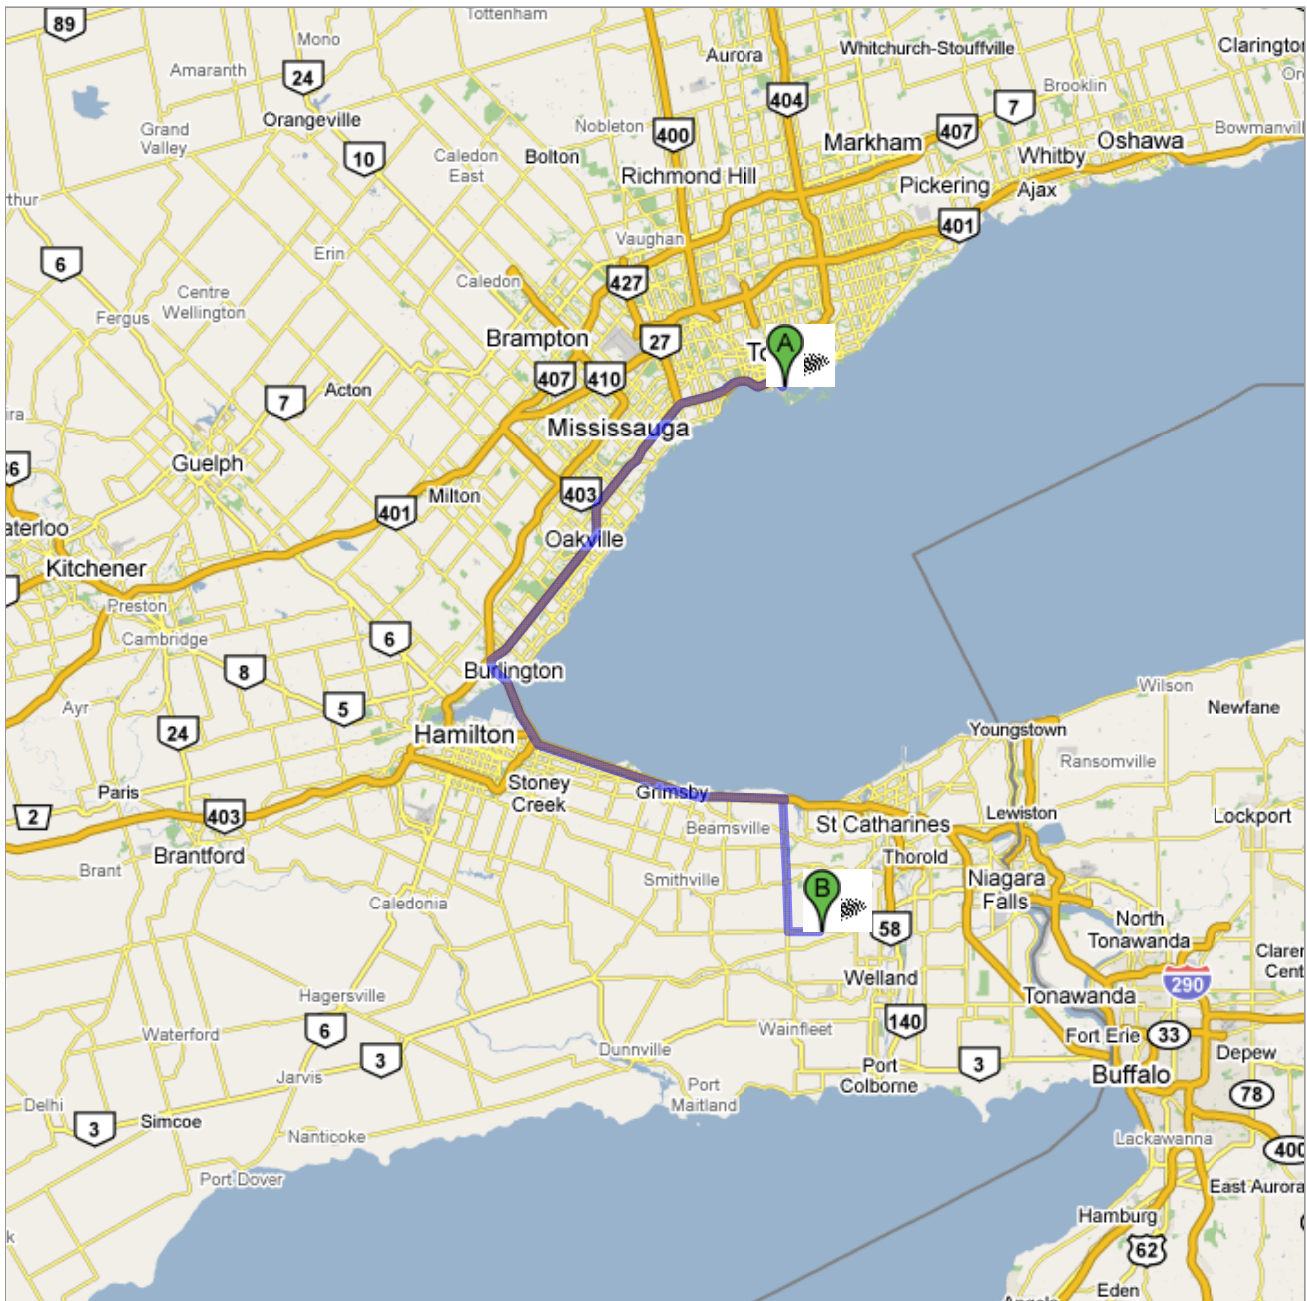 89
Tottenham
Mono
Amaranth
24
Orangeville
Grand
Valley
10
Caledon
East
Bolton
Nobleton
400
Aurora
404
Whitchurch-Stouffville
Markham
407
7
Brooklin
Whitby
Oshawa
Bowmanvil
Richmond Hill
Pickering
Ajax
401
rthur
6
Erin
Vaughan
Caledon
427
Centre
Wellington
Fergus
Brampton
27
To
A
407
410
Acton
7
Mississauga
Guelph
403
Milton
401
Oakville
aterloo
Kitchener
Preston
Cambridge
6
8
5
Ayr
24
Burlington
Hamilton
Stoney
Creek
Grimsby
Beamsville
St Catharines
Thorold
Smithville
Youngstown
Wilson
Newfane
Ransomville
Lewiston
Lockport
Niagara
Falls
North
Tonawanda
Paris
2
403
Brantford
Brant
Caledonia
B
58
Welland
290
Tonawanda
Clarer
Cent
Hagersville
6
Waterford
3
Jarvis
Dunnville
Wainfleet
140
Port
Colborne
3
Fort Erie
33
Depew
Buffalo
78
Port
Maitland
Delhi
3
Simcoe
Nanticoke
Port Dover
Lackawanna
400
East Aurora
Hamburg
62
Eden